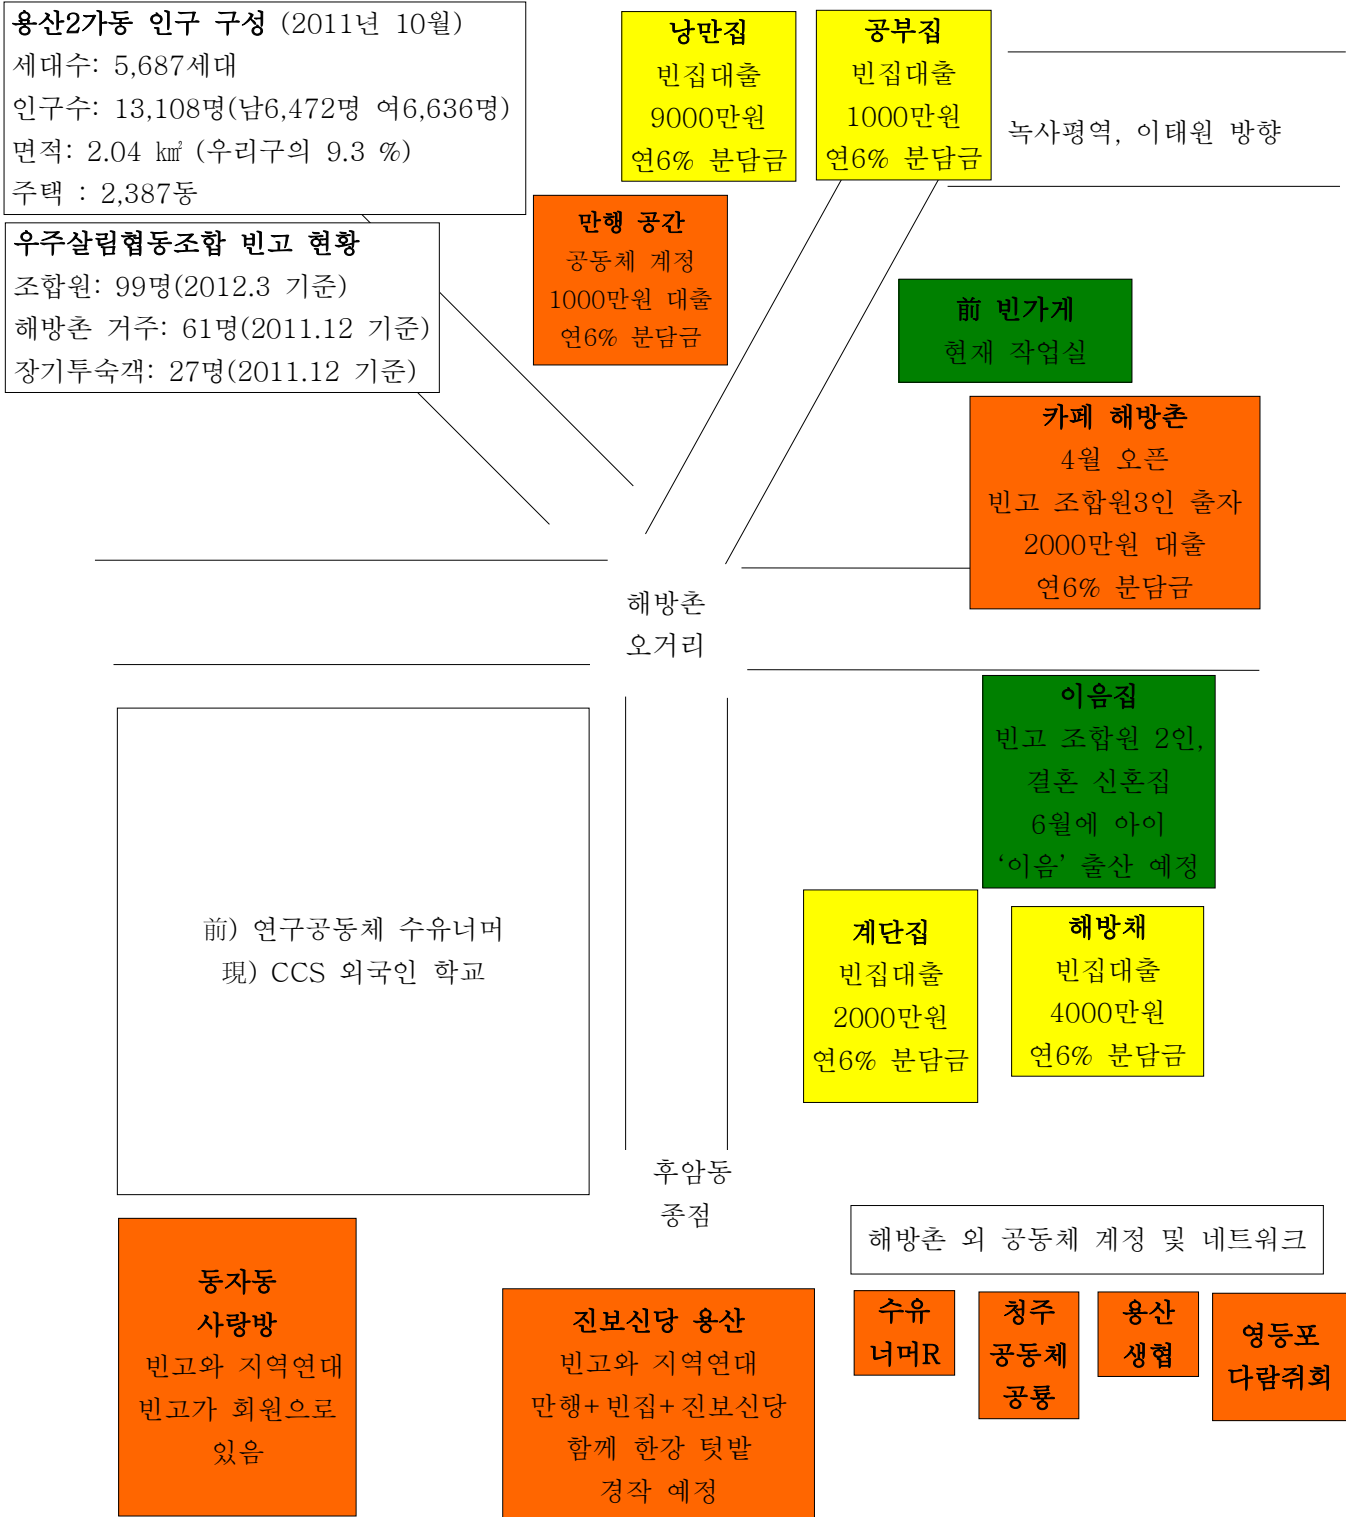 용산2가동 인구 구성 (2011년 10월)
세대수: 5,687세대
인구수: 13,108명(남6,472명 여6,636명)
면적: 2.04 ㎢ (우리구의 9.3 %)
주택 : 2,387동
우주살림협동조합 빈고 현황
조합원: 99명(2012.3 기준)
해방촌 거주: 61명(2011.12 기준)
장기투숙객: 27명(2011.12 기준)
낭만집
빈집대출
9000만원
연6% 분담금
공부집
빈집대출
1000만원
연6% 분담금
녹사평역, 이태원 방향
만행 공간
공동체 계정
1000만원 대출
연6% 분담금
前 빈가게
현재 작업실
카페 해방촌
4월 오픈
빈고 조합원3인 출자
2000만원 대출
연6% 분담금
해방촌
오거리
이음집
빈고 조합원 2인,
결혼 신혼집
6월에 아이
‘이음’ 출산 예정
前) 연구공동체 수유너머
現) CCS 외국인 학교
계단집
빈집대출
2000만원
연6% 분담금
해방채
빈집대출
4000만원
연6% 분담금
후암동
종점
해방촌 외 공동체 계정 및 네트워크
동자동
사랑방
빈고와 지역연대
빈고가 회원으로
있음
진보신당 용산
빈고와 지역연대
만행+빈집+진보신당
함께 한강 텃밭
경작 예정
수유
너머R
청주
공동체
공룡
용산
생협
영등포
다람쥐회